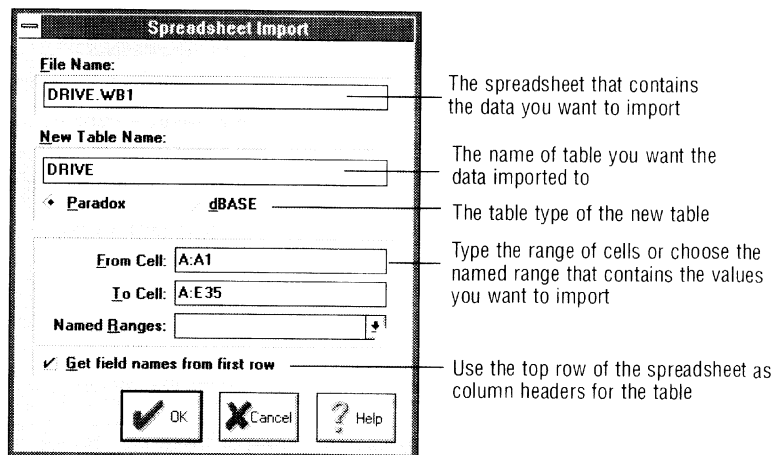 Spreadsheet Import
File Name:
DRIVE.WB1
The spreadsheet that contains
the data you want to import
New Table Name:
DRIVE
The name of table you want the
data imported to
Paradox dBASE
The table type of the new table
From Cell: A:A1
To Cell: A:E35
Named Ranges:
Type the range of cells or choose the
named range that contains the values
you want to import
Get field names from first row
Use the top row of the spreadsheet as
column headers for the table
OK Cancel Help